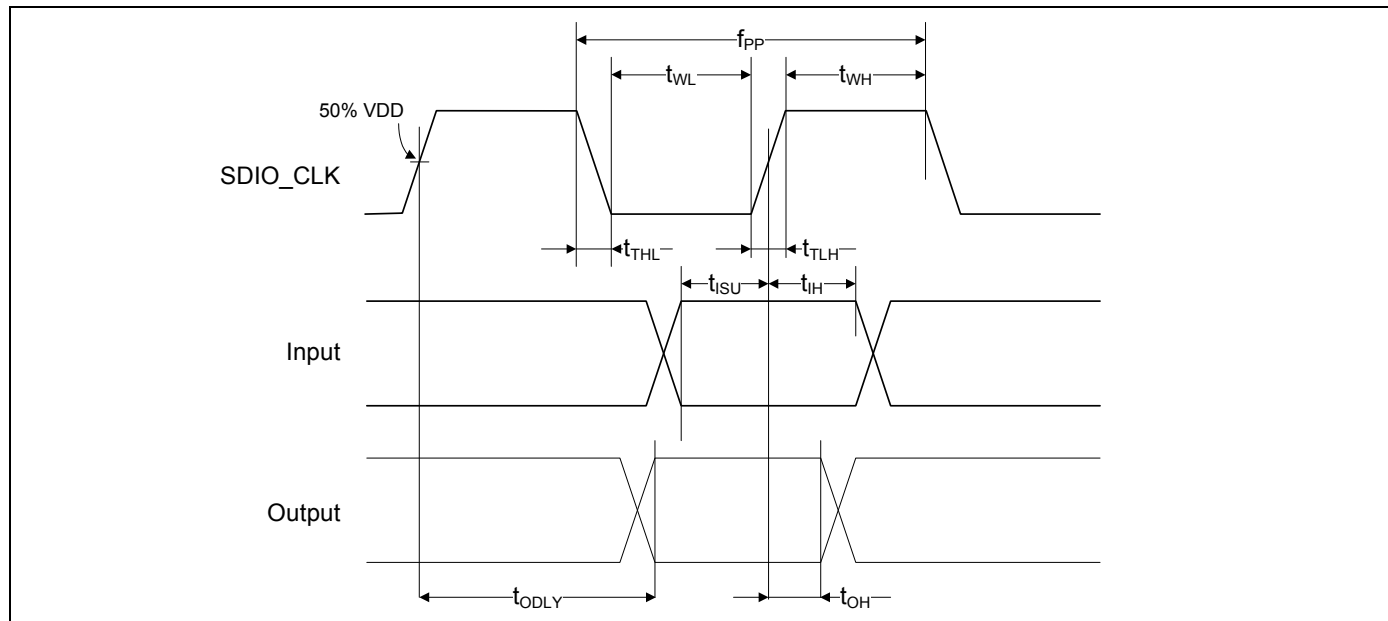 fPP
tWL
tWH
50% VDD
SDIO_CLK
tTHL
tTLH
tISU
tIH
Input
Output
tODLY
tOH